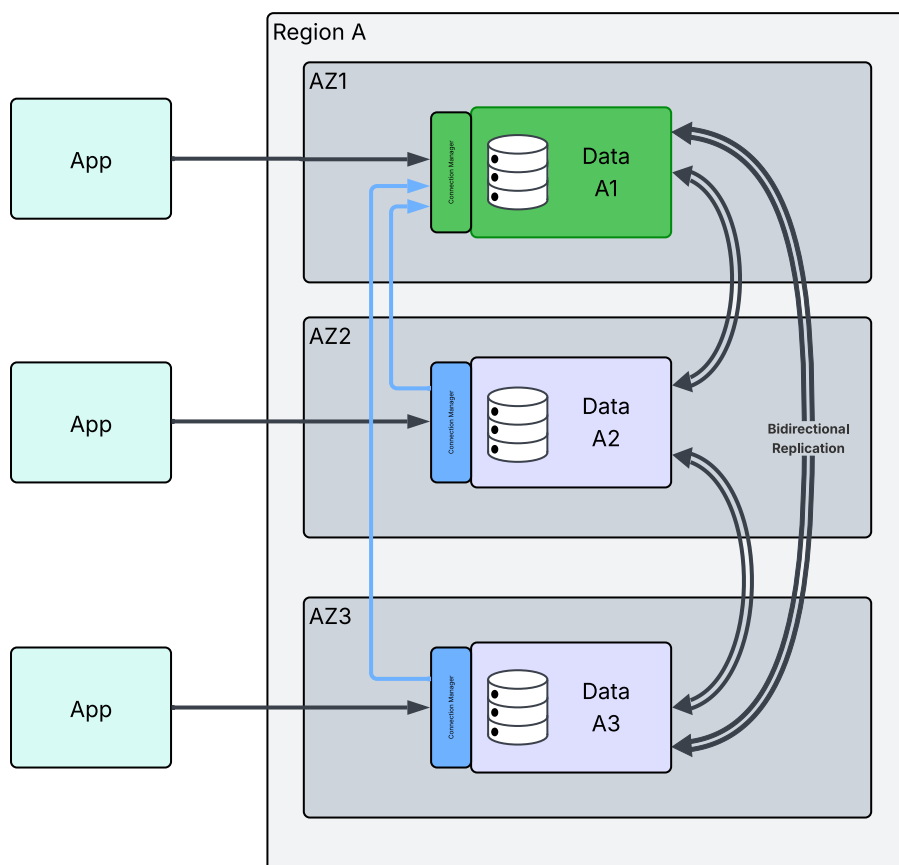 Region A
AZ1
App
Connection Manager
Data
A1
AZ2
App
Connection Manager
Data
A2
Bidirectional
Replication
AZ3
App
Connection Manager
Data
A3